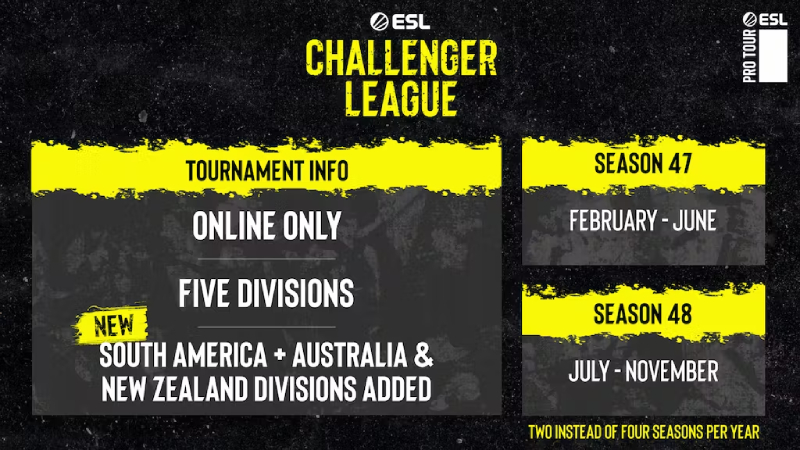 ESL
CHALLENGER
LEAGUE
ESL
PRO TOUR
TOURNAMENT INFO
ONLINE ONLY
FIVE DIVISIONS
NEW
SOUTH AMERICA + AUSTRALIA &
NEW ZEALAND DIVISIONS ADDED
SEASON 47
FEBRUARY - JUNE
SEASON 48
JULY - NOVEMBER
TWO INSTEAD OF FOUR SEASONS PER YEAR